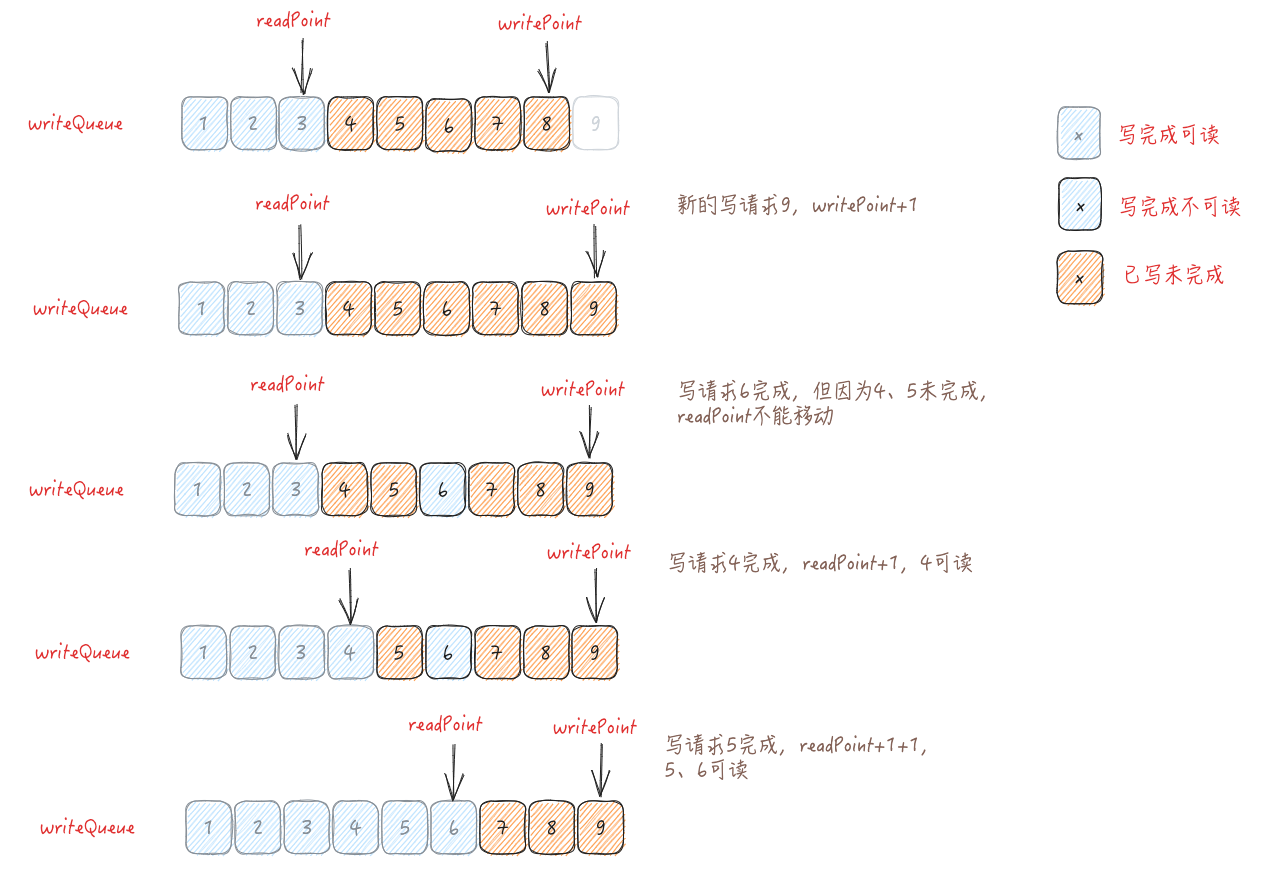 readPoint
writePoint
writeQueue
1 2 3 4 5 6 7 8 9
x 写完成可读
x 写完成不可读
x 已写未完成
readPoint
writePoint
新的写请求9，writePoint+1
writeQueue
1 2 3 4 5 6 7 8 9
readPoint
writePoint
写请求6完成，但因为4、5未完成，
readPoint不能移动
writeQueue
1 2 3 4 5 6 7 8 9
readPoint
writePoint
写请求4完成，readPoint+1，4可读
writeQueue
1 2 3 4 5 6 7 8 9
readPoint
writePoint
写请求5完成，readPoint+1+1，
5、6可读
writeQueue
1 2 3 4 5 6 7 8 9